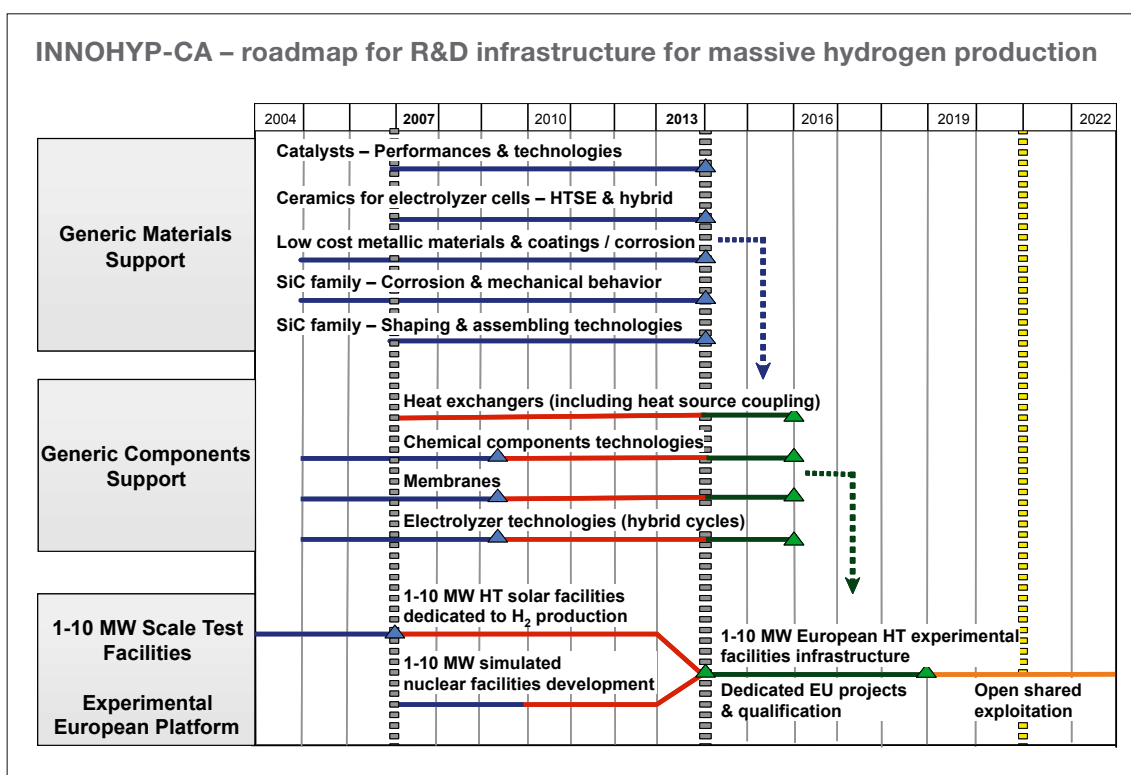 INNOHYP-CA – roadmap for R&D infrastructure for massive hydrogen production
2004 2007 2010 2013 2016 2019 2022
Generic Materials
Support
Catalysts – Performances & technologies
Ceramics for electrolyzer cells – HTSE & hybrid
Low cost metallic materials & coatings / corrosion
SiC family – Corrosion & mechanical behavior
SiC family – Shaping & assembling technologies
Generic Components
Support
Heat exchangers (including heat source coupling)
Chemical components technologies
Membranes
Electrolyzer technologies (hybrid cycles)
1-10 MW Scale Test
Facilities
Experimental
European Platform
1-10 MW HT solar facilities
dedicated to H₂ production
1-10 MW simulated
nuclear facilities development
1-10 MW European HT experimental
facilities infrastructure
Dedicated EU projects
& qualification
Open shared
exploitation